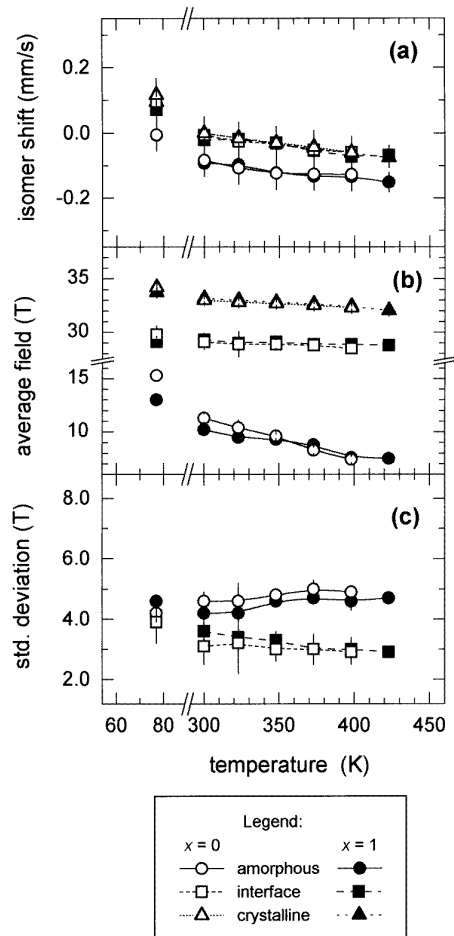 (a)
isomer shift (mm/s)
0.2
0.0
-0.2
(b)
average field (T)
35
30
15
10
(c)
std. deviation (T)
8.0
6.0
4.0
2.0
60 80 300 350 400 450
temperature (K)
Legend:
x = 0 x = 1
amorphous
interface
crystalline